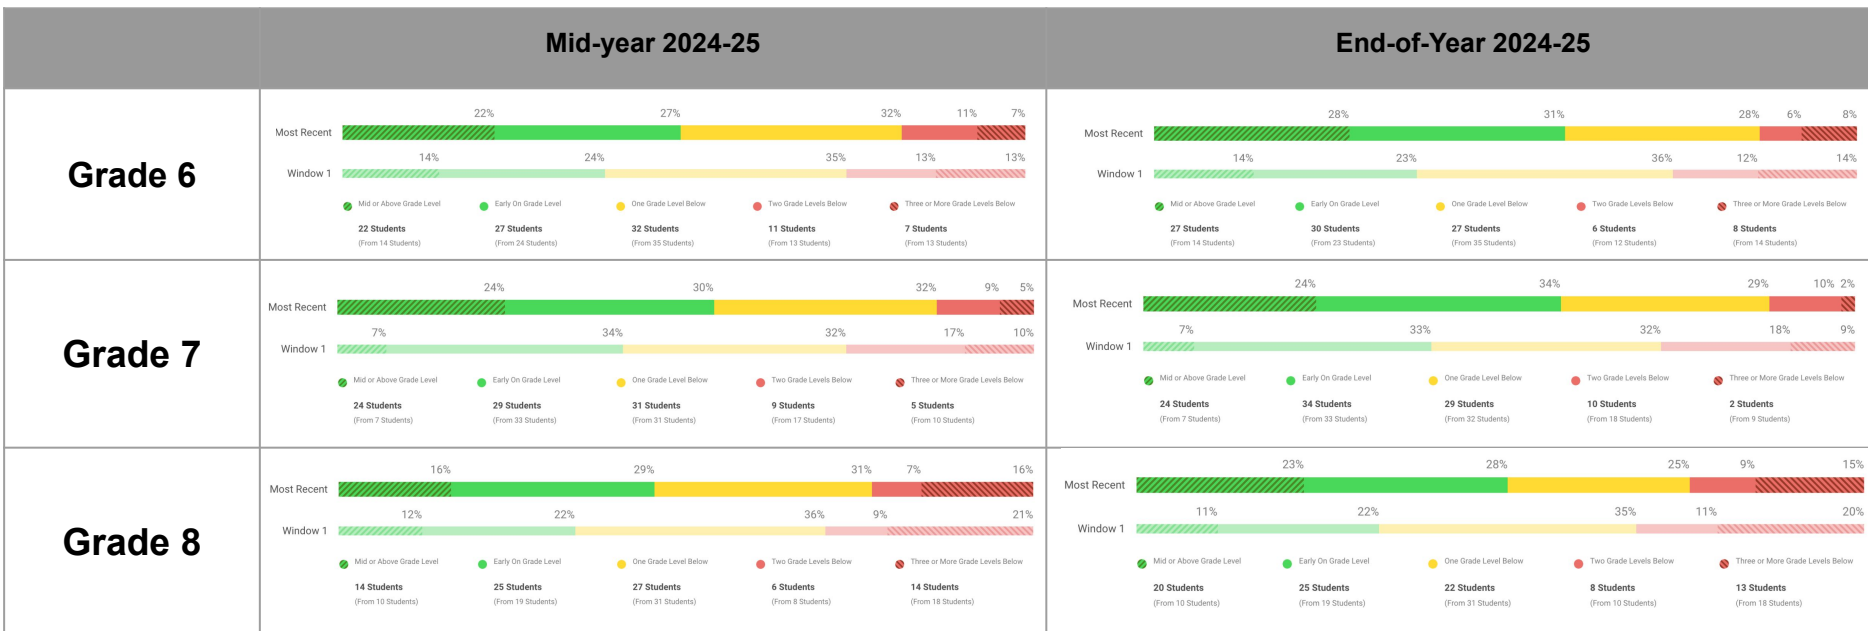 Mid-year 2024-25 End-of-Year 2024-25
Grade 6
22% 27% 32% 11% 7%
Most Recent
14% 24% 35% 13% 13%
Window 1
Mid or Above Grade Level Early On Grade Level One Grade Level Below Two Grade Levels Below Three or More Grade Levels Below
22 Students 27 Students 32 Students 11 Students 7 Students
(From 14 Students) (From 24 Students) (From 35 Students) (From 13 Students) (From 13 Students)
28% 31% 28% 6% 8%
Most Recent
14% 23% 36% 12% 14%
Window 1
Mid or Above Grade Level Early On Grade Level One Grade Level Below Two Grade Levels Below Three or More Grade Levels Below
27 Students 30 Students 27 Students 6 Students 8 Students
(From 14 Students) (From 23 Students) (From 35 Students) (From 12 Students) (From 14 Students)
Grade 7
24% 30% 32% 9% 5%
Most Recent
7% 34% 32% 17% 10%
Window 1
Mid or Above Grade Level Early On Grade Level One Grade Level Below Two Grade Levels Below Three or More Grade Levels Below
24 Students 29 Students 31 Students 9 Students 5 Students
(From 7 Students) (From 33 Students) (From 31 Students) (From 17 Students) (From 10 Students)
24% 34% 29% 10% 2%
Most Recent
7% 33% 32% 18% 9%
Window 1
Mid or Above Grade Level Early On Grade Level One Grade Level Below Two Grade Levels Below Three or More Grade Levels Below
24 Students 34 Students 29 Students 10 Students 2 Students
(From 7 Students) (From 33 Students) (From 32 Students) (From 18 Students) (From 9 Students)
Grade 8
16% 29% 31% 7% 16%
Most Recent
12% 22% 36% 9% 21%
Window 1
Mid or Above Grade Level Early On Grade Level One Grade Level Below Two Grade Levels Below Three or More Grade Levels Below
14 Students 25 Students 27 Students 6 Students 14 Students
(From 10 Students) (From 19 Students) (From 31 Students) (From 8 Students) (From 18 Students)
23% 28% 25% 9% 15%
Most Recent
11% 22% 35% 11% 20%
Window 1
Mid or Above Grade Level Early On Grade Level One Grade Level Below Two Grade Levels Below Three or More Grade Levels Below
20 Students 25 Students 22 Students 8 Students 13 Students
(From 10 Students) (From 19 Students) (From 31 Students) (From 10 Students) (From 18 Students)